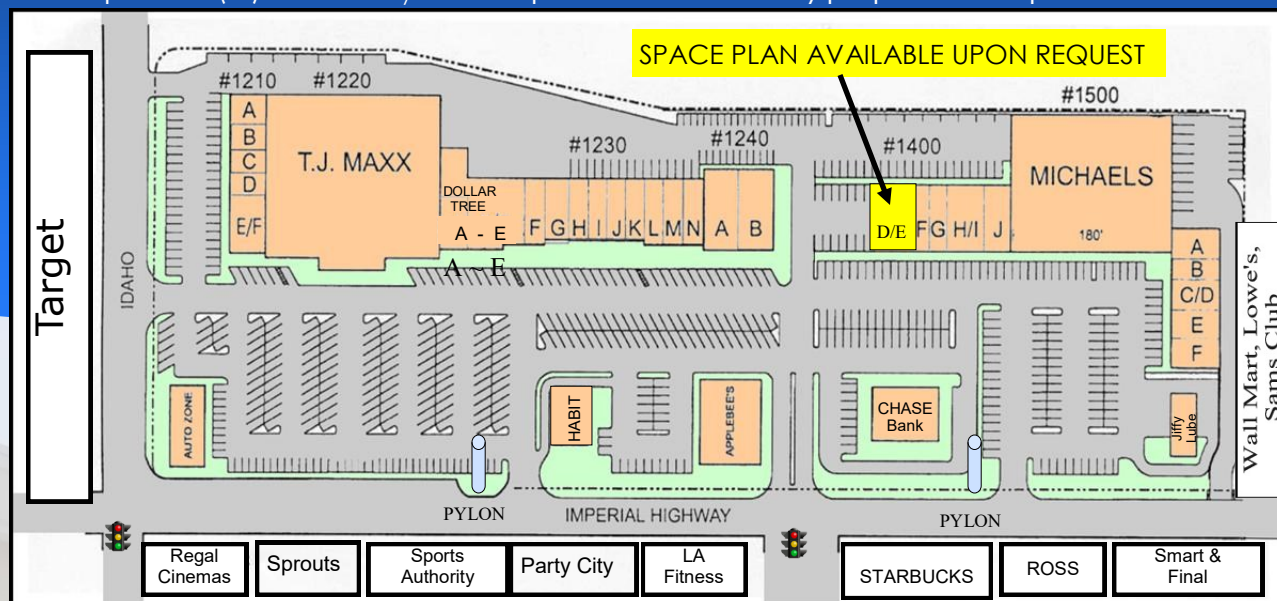 SPACE PLAN AVAILABLE UPON REQUEST
#1210
#1220
#1230
#1240
#1400
#1500
A
B
C
D
E/F
T.J. MAXX
DOLLAR
TREE
A - E
A ~ E
F
G
H
I
J
K
L
M
N
A
B
D/E
F
G
H/I
J
MICHAELS
180'
A
B
C/D
E
F
Target
IDAHO
Wall Mart, Lowe's,
Sams Club
AUTO ZONE
HABIT
APPLEBEE'S
CHASE
Bank
Jiffy
Lube
PYLON
IMPERIAL HIGHWAY
PYLON
Regal
Cinemas
Sprouts
Sports
Authority
Party City
LA
Fitness
STARBUCKS
ROSS
Smart &
Final